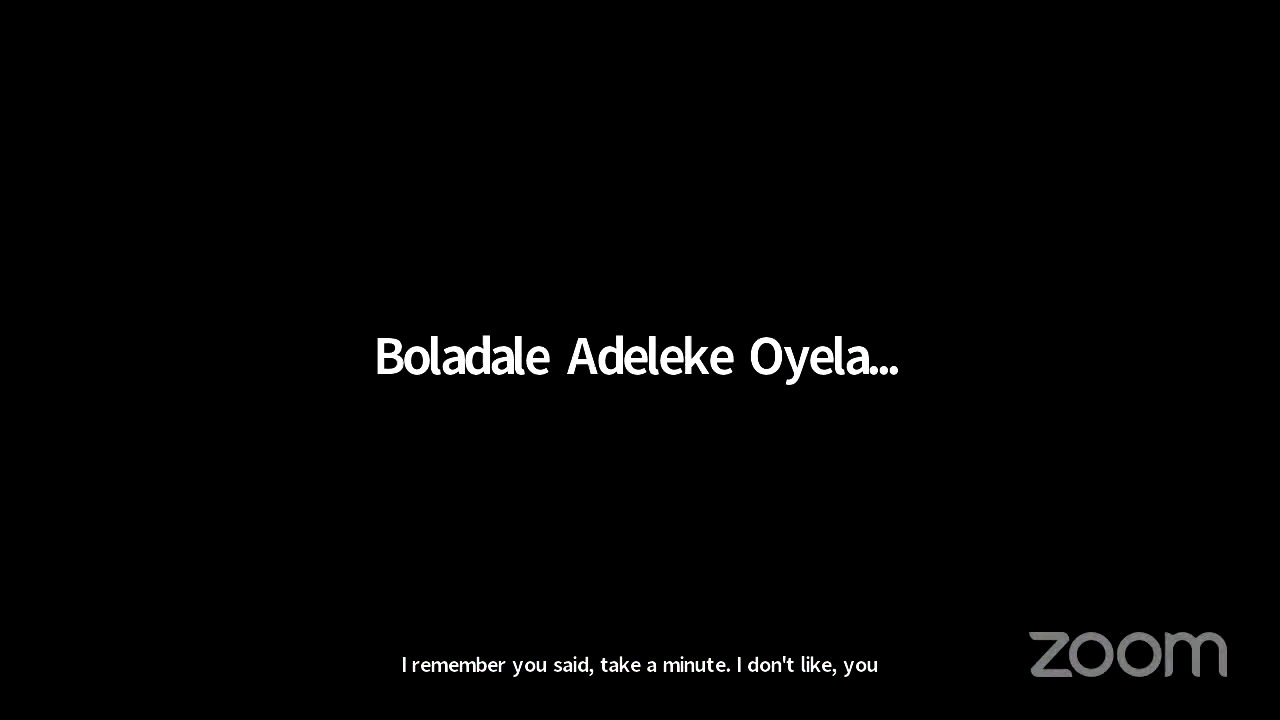 Boladale Adeleke Oyela...
I remember you said, take a minute. I don't like, you
zoom